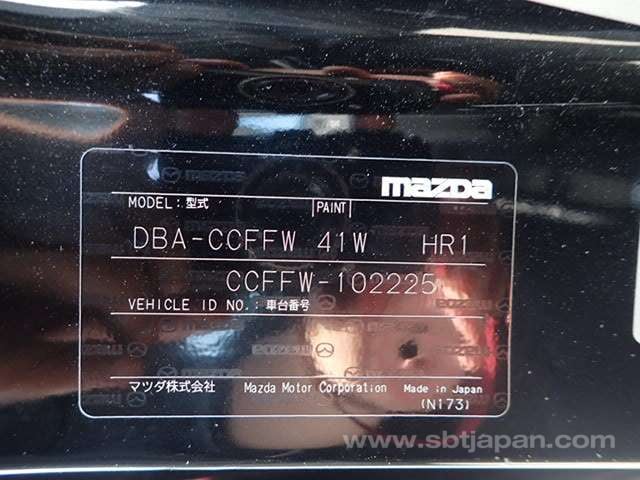 mazda
MODEL：型式 PAINT
DBA-CCFFW 41W HR1
CCFFW-102225
VEHICLE ID NO.：車台番号
マツダ株式会社 Mazda Motor Corporation Made in Japan
(N173)
www.sbtjapan.com